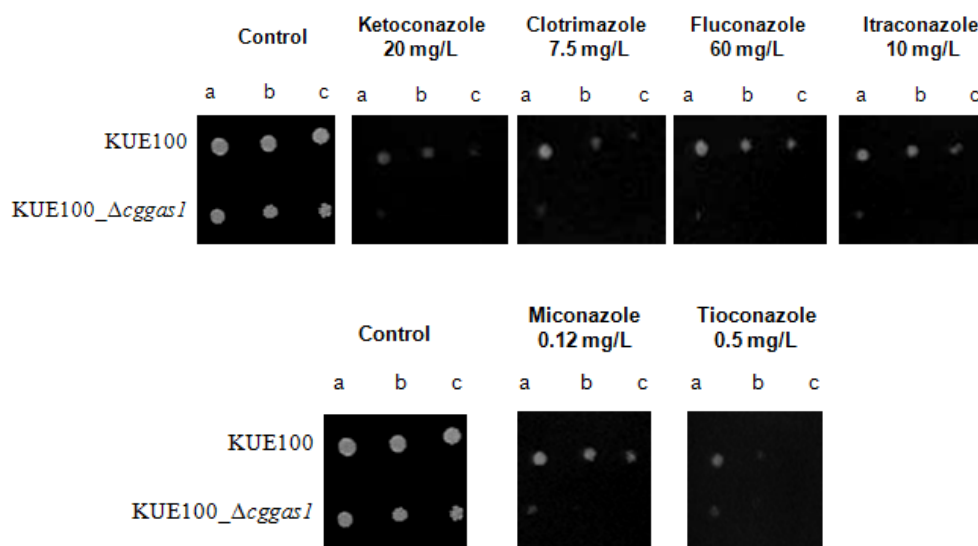 Control
Ketoconazole
20 mg/L
Clotrimazole
7.5 mg/L
Fluconazole
60 mg/L
Itraconazole
10 mg/L
a b c a b c a b c a b c a b c
KUE100
KUE100_Δcggas1
Control
Miconazole
0.12 mg/L
Tioconazole
0.5 mg/L
a b c a b c a b c
KUE100
KUE100_Δcggas1